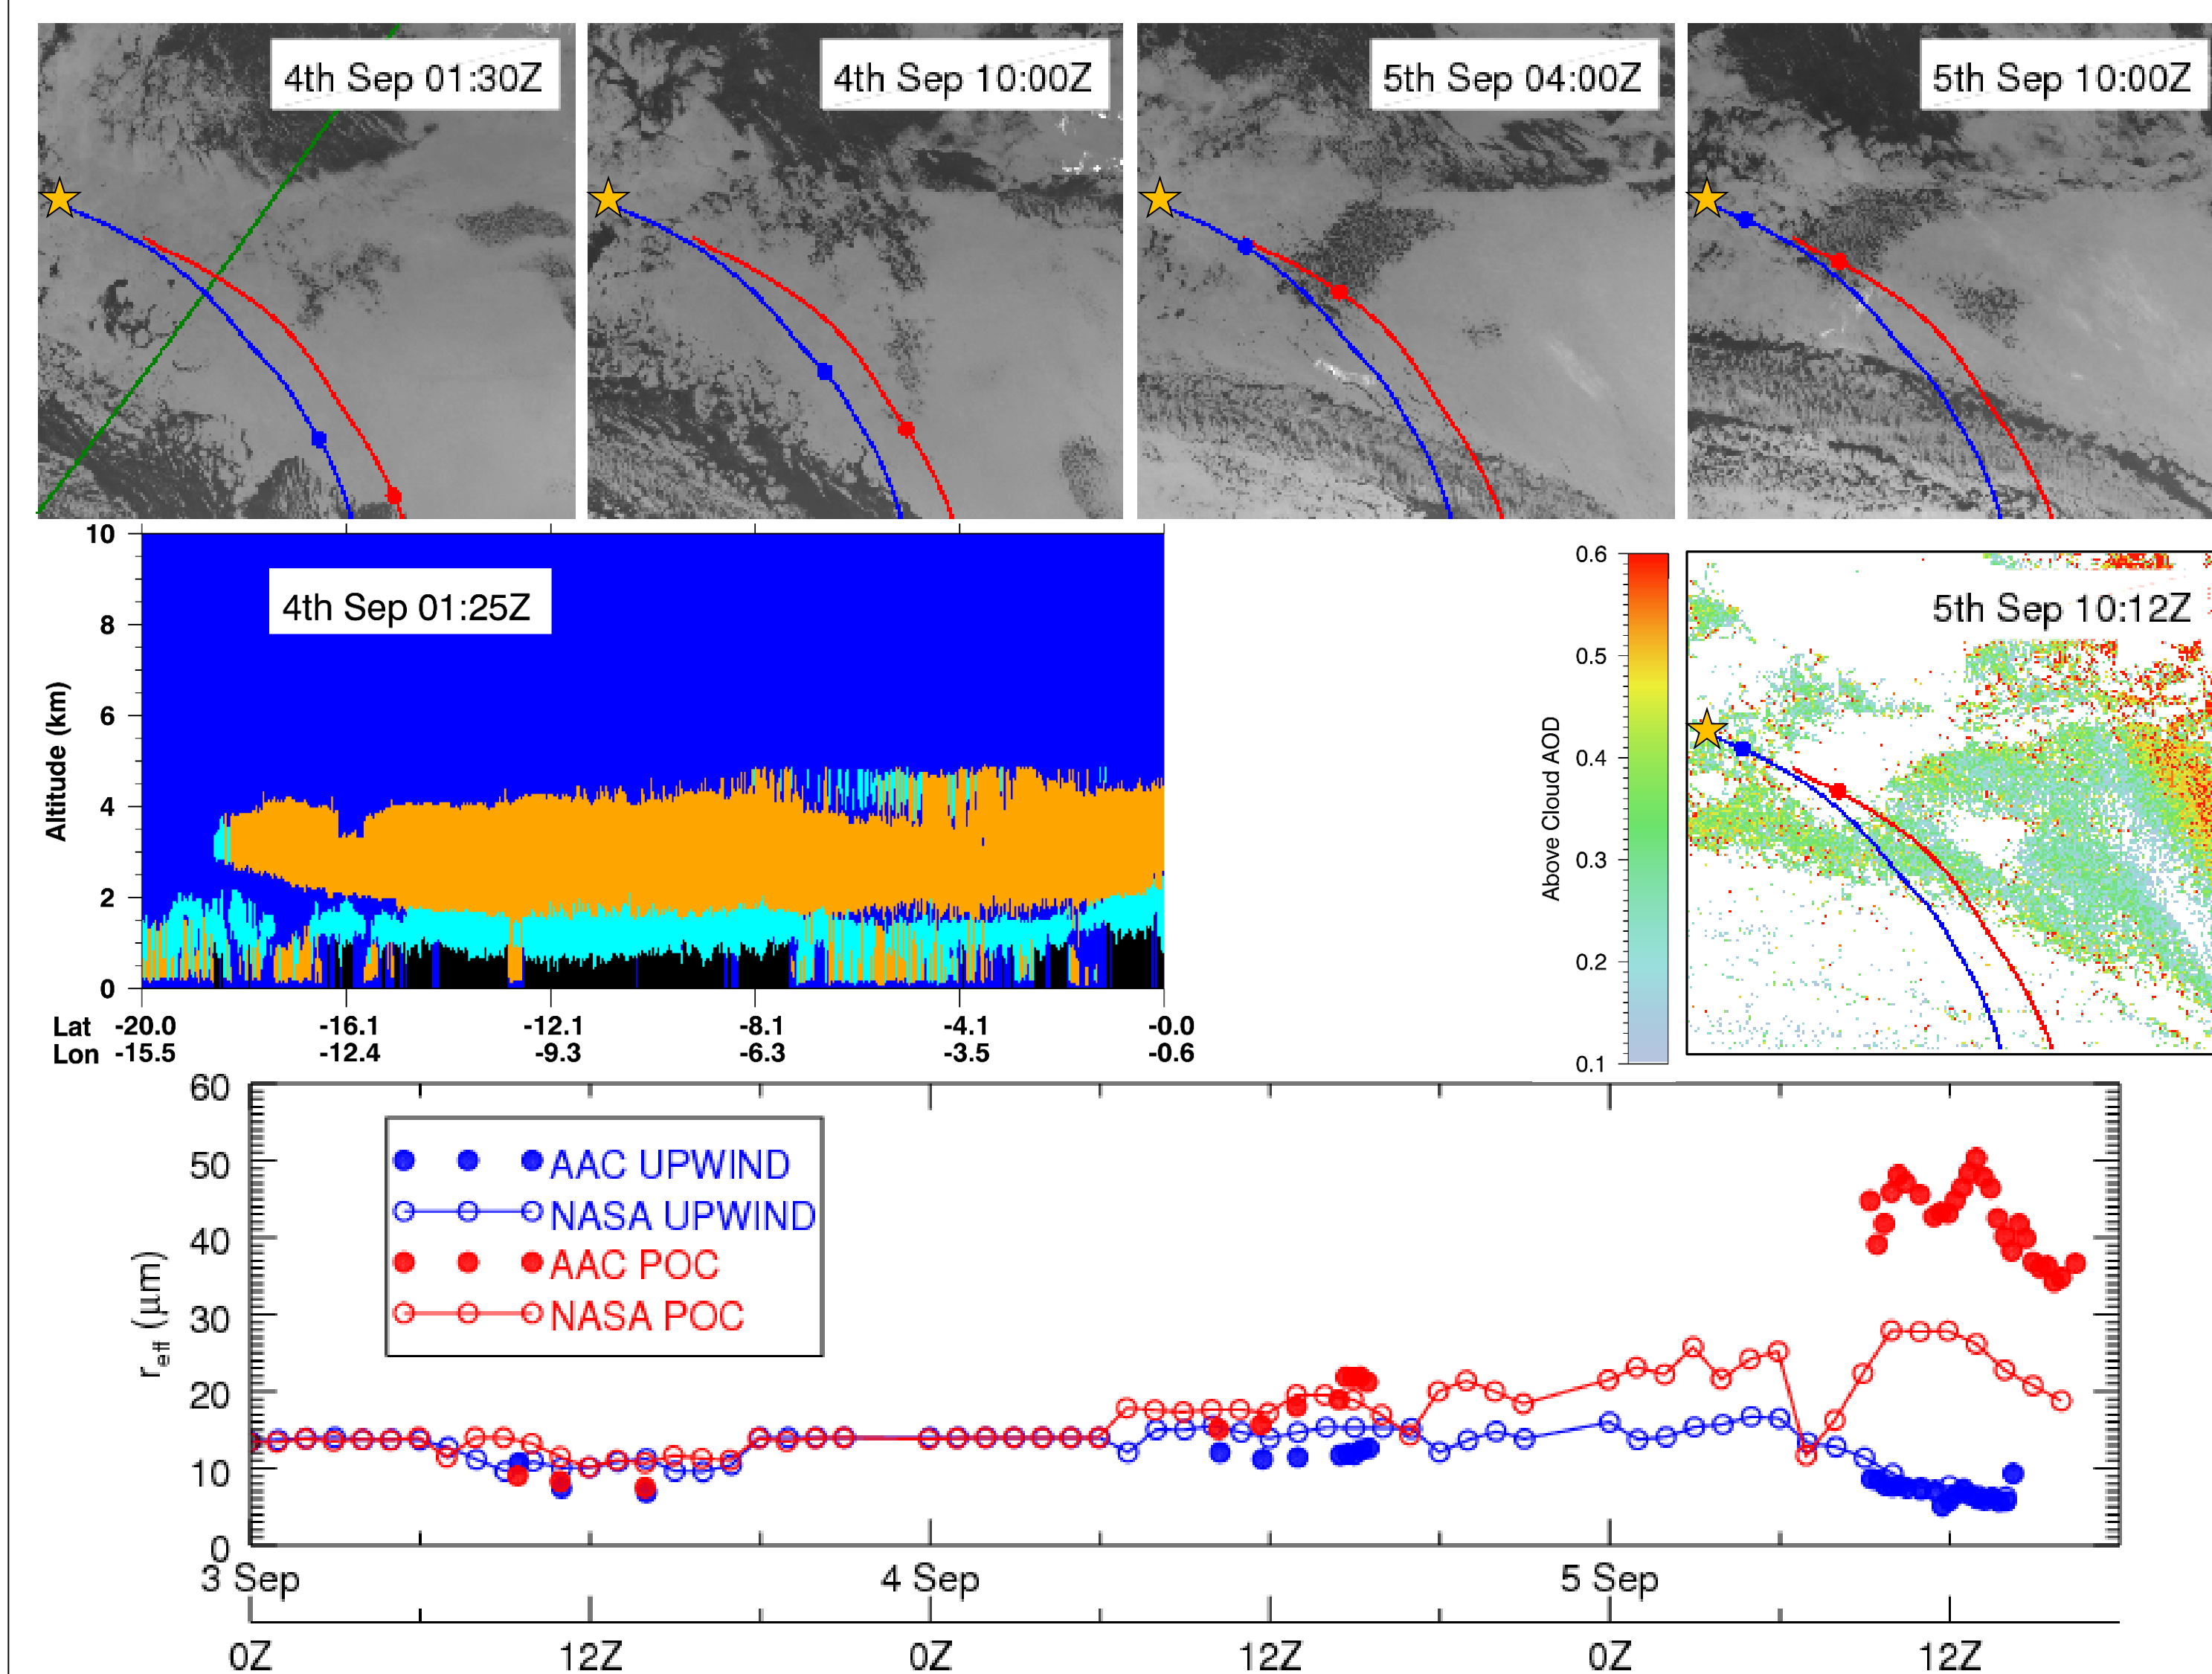 4th Sep 01:30Z
4th Sep 10:00Z
5th Sep 04:00Z
5th Sep 10:00Z
10
8
6
4
2
0
Altitude (km)
4th Sep 01:25Z
Lat -20.0 -16.1 -12.1 -8.1 -4.1 -0.0
Lon -15.5 -12.4 -9.3 -6.3 -3.5 -0.6
0.6
0.5
0.4
0.3
0.2
0.1
Above Cloud AOD
5th Sep 10:12Z
60
50
40
30
20
10
0
reff (μm)
AAC UPWIND
NASA UPWIND
AAC POC
NASA POC
3 Sep 4 Sep 5 Sep
0Z 12Z 0Z 12Z 0Z 12Z